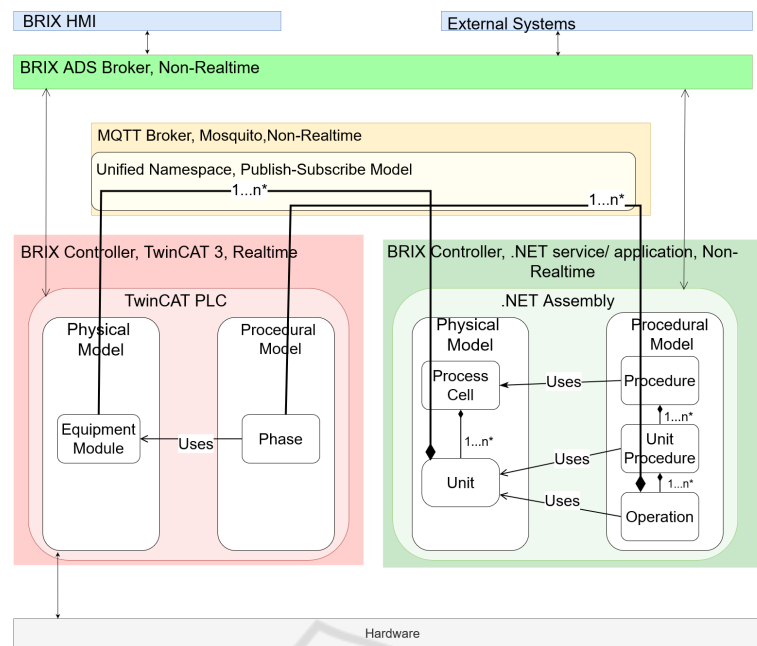 BRIX HMI
External Systems
BRIX ADS Broker, Non-Realtime
MQTT Broker, Mosquito,Non-Realtime
Unified Namespace, Publish-Subscribe Model
1...n*
1...n*
BRIX Controller, TwinCAT 3, Realtime
TwinCAT PLC
Physical
Model
Procedural
Model
Equipment
Module
Uses
Phase
BRIX Controller, .NET service/ application, Non-
Realtime
.NET Assembly
Physical
Model
Procedural
Model
Process
Cell
Uses
Procedure
1...n*
1...n*
Unit
Procedure
Uses
Unit
1...n*
Uses
Operation
Hardware